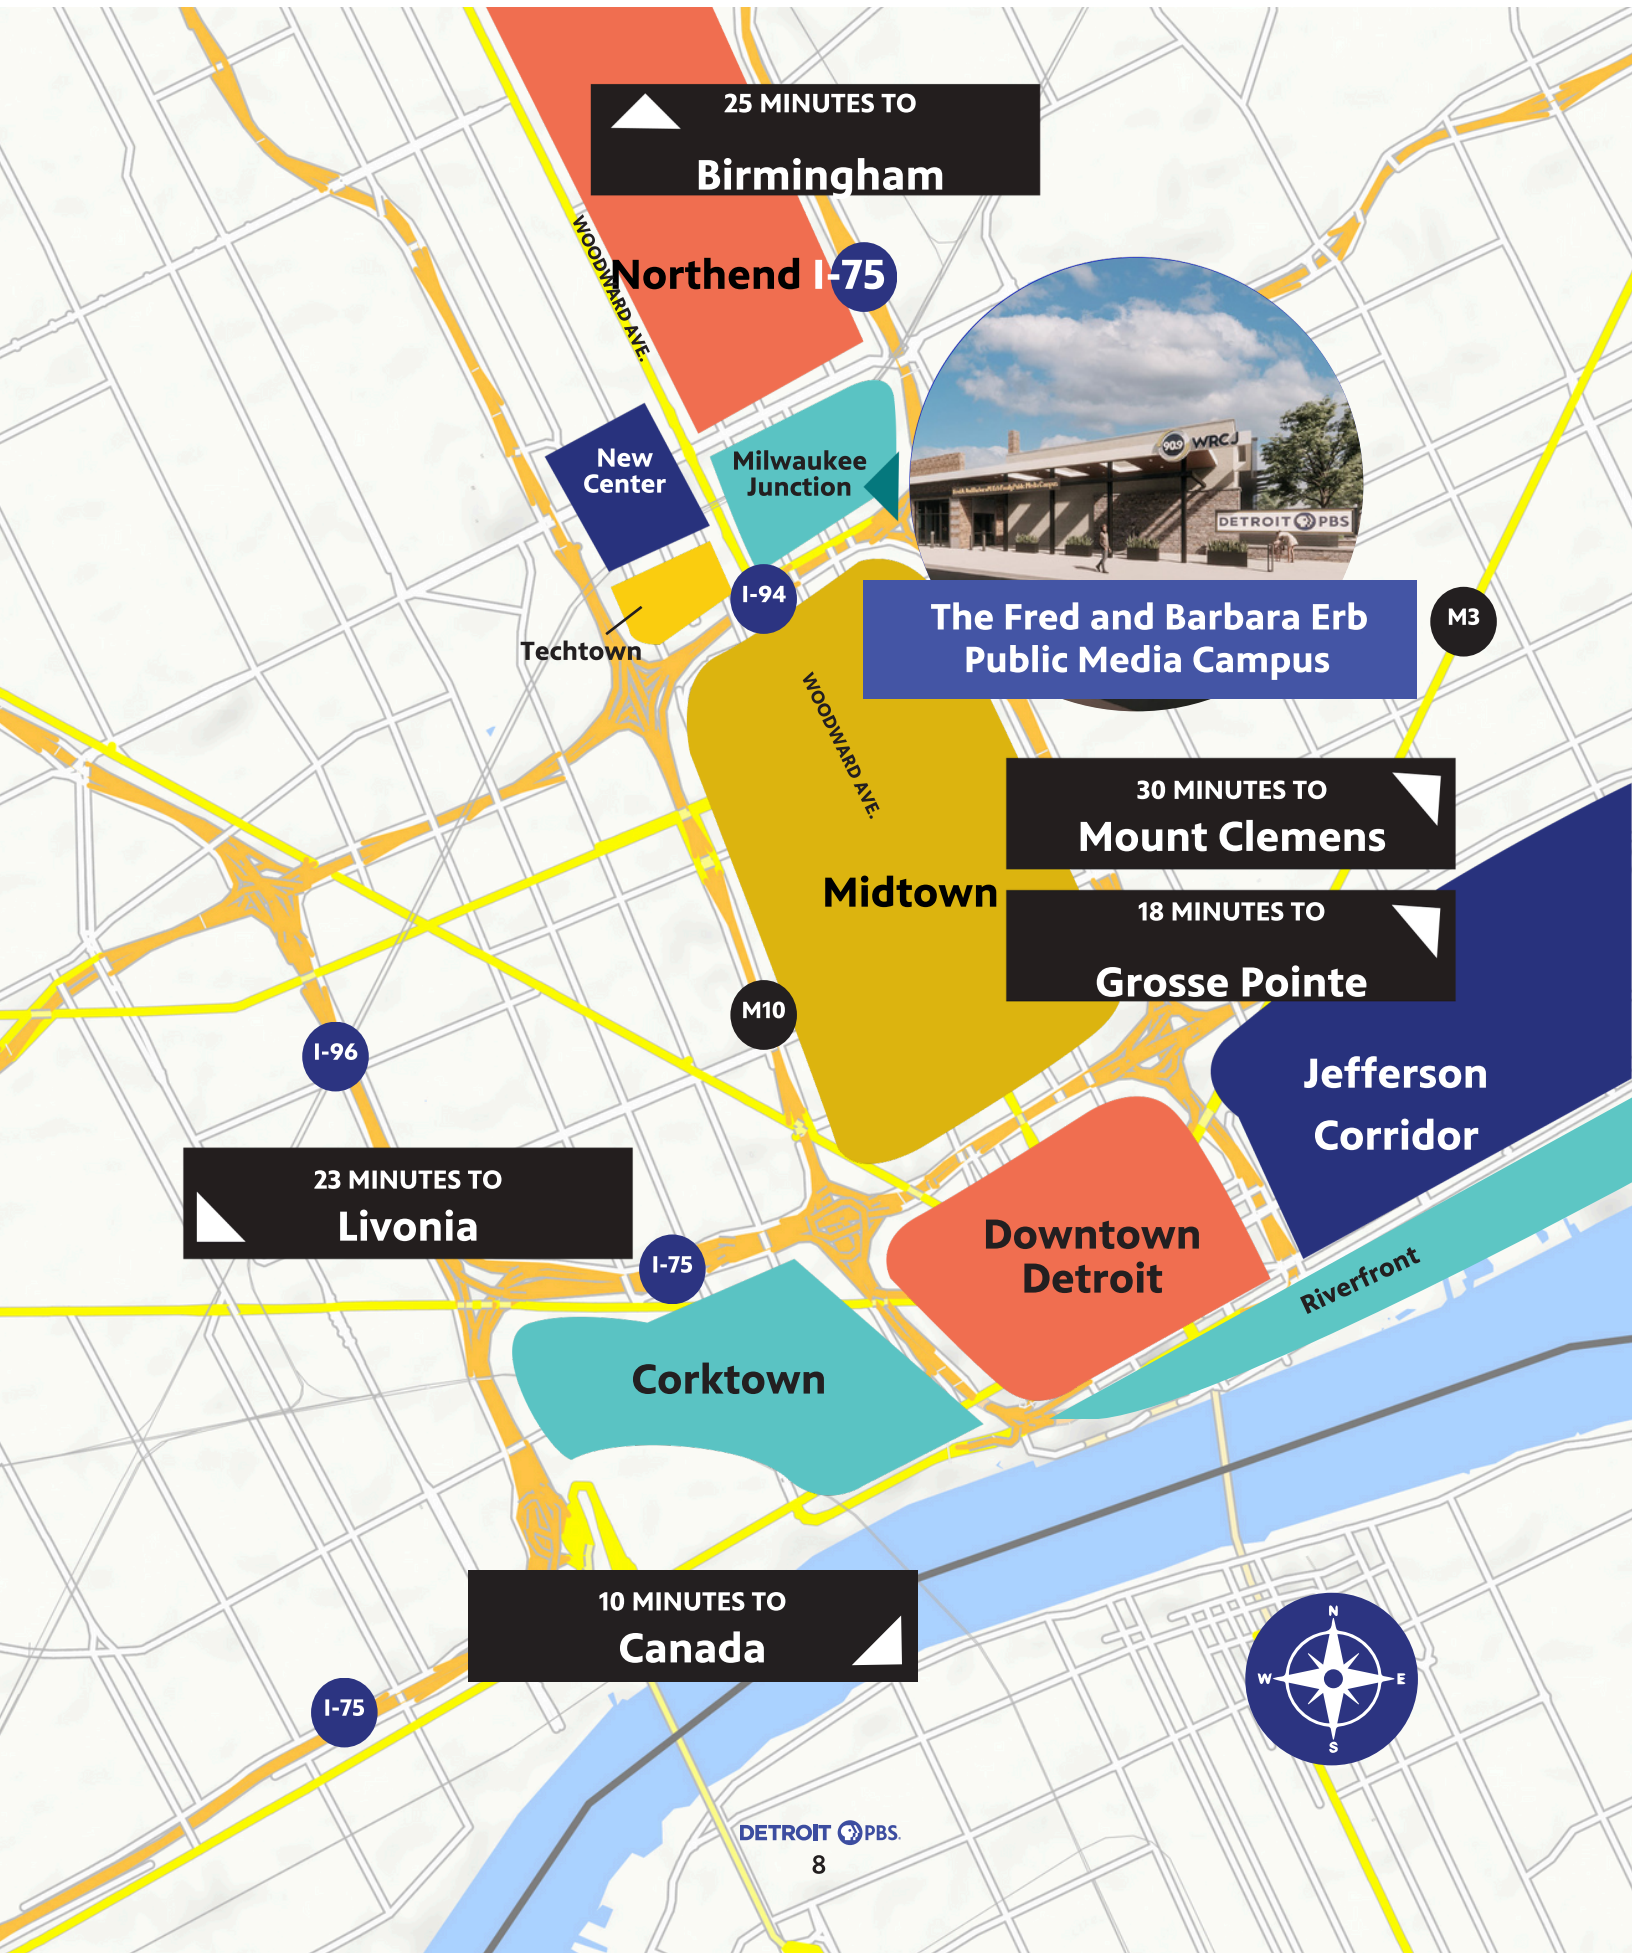 25 MINUTES TO
Birmingham
WOODWARD AVE.
Northend I-75
90.9 WRCJ
DETROIT PBS
New
Center
Milwaukee
Junction
I-94
Techtown
The Fred and Barbara Erb
Public Media Campus
M3
WOODWARD AVE.
30 MINUTES TO
Mount Clemens
Midtown
18 MINUTES TO
Grosse Pointe
M10
I-96
Jefferson
Corridor
23 MINUTES TO
Livonia
I-75
Downtown
Detroit
Riverfront
Corktown
10 MINUTES TO
Canada
N
W E
S
I-75
DETROIT PBS.
8